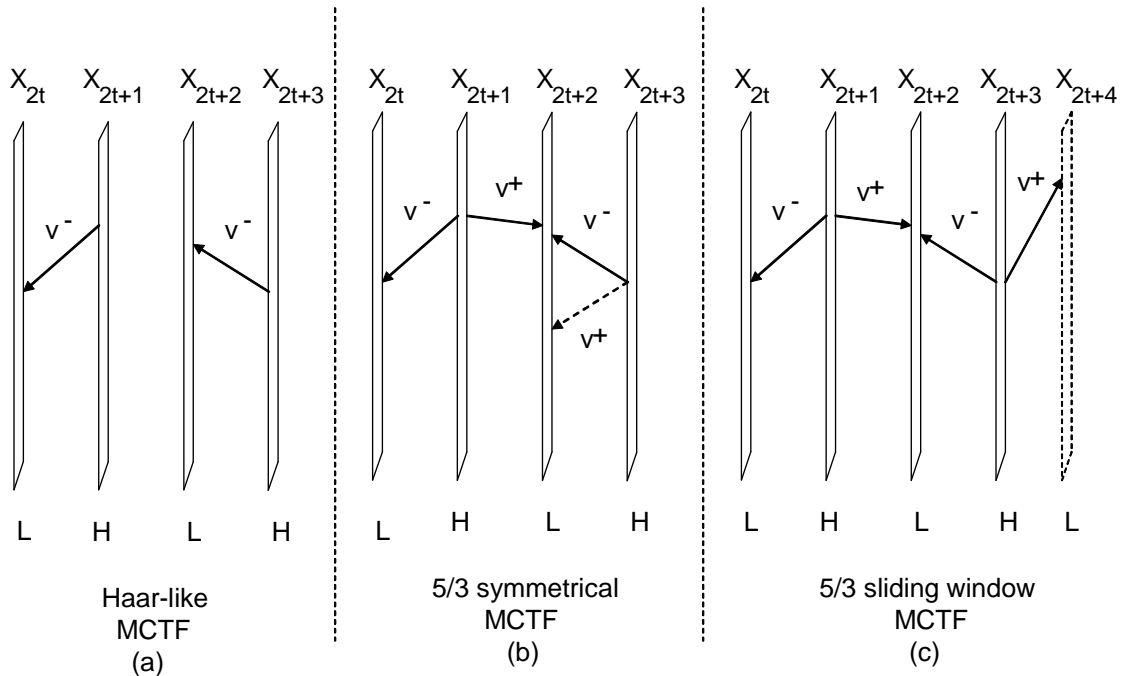 X2t X2t+1 X2t+2 X2t+3
v - v -
L H L H
Haar-like
MCTF
(a)
X2t X2t+1 X2t+2 X2t+3
v - v+ v -
v+
L H L H
5/3 symmetrical
MCTF
(b)
X2t X2t+1 X2t+2 X2t+3 X2t+4
v - v+ v - v+
L H L H L
5/3 sliding window
MCTF
(c)